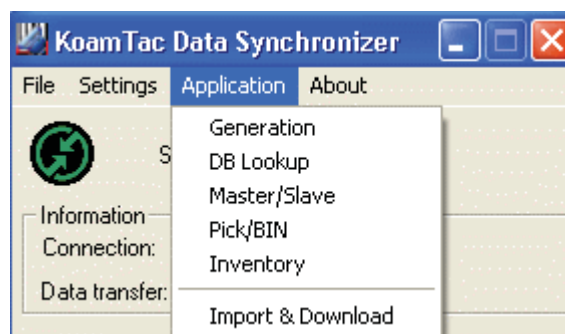 KoamTac Data Synchronizer
File Settings Application About
Generation
S
DB Lookup
Master/Slave
Information
Pick/BIN
Connection:
Inventory
Data transfer:
Import & Download